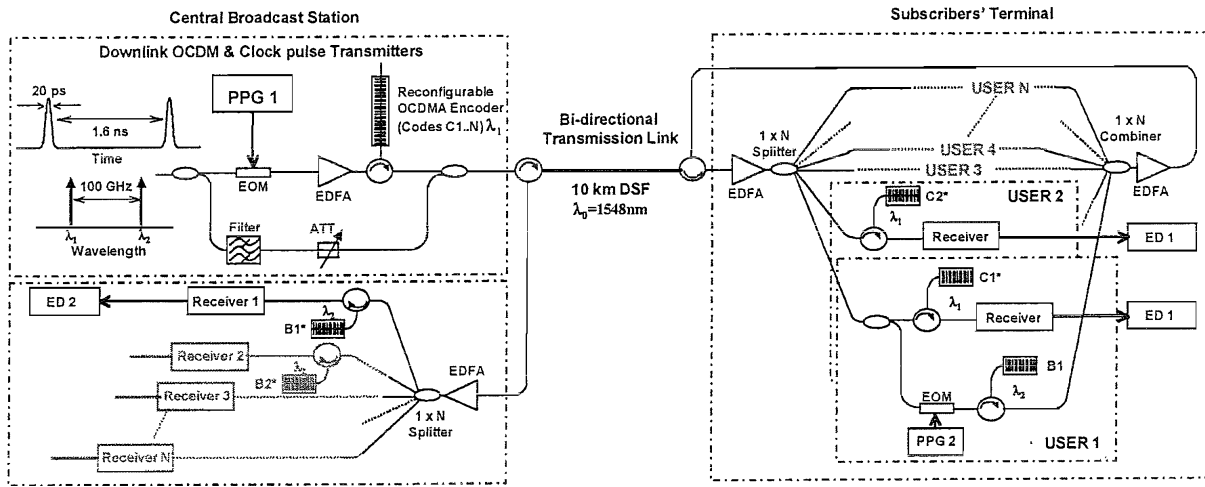 Central Broadcast Station
Subscribers' Terminal
Downlink OCDM & Clock pulse Transmitters
20 ps
1.6 ns
Time
100 GHz
λ1
λ2
Wavelength
PPG 1
EOM
EDFA
Reconfigurable
OCDMA Encoder
(Codes C1..N) λ1
Filter
ATT
Bi-directional
Transmission Link
10 km DSF
λ0=1548nm
EDFA
1 x N
Splitter
USER N
USER 4
USER 3
1 x N
Combiner
EDFA
C2*
λ1
USER 2
Receiver
ED 1
C1*
λ1
Receiver
ED 1
B1
λ2
EOM
PPG 2
USER 1
ED 2
Receiver 1
λ2
B1*
Receiver 2
B2*
Receiver 3
Receiver N
EDFA
1 x N
Splitter